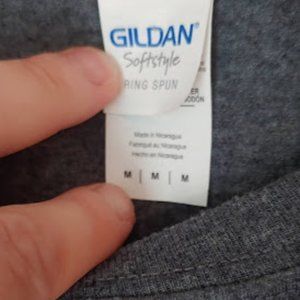 GILDAN®
Softstyle
RING SPUN
Made in Nicaragua
Fabriqué au Nicaragua
Hecho en Nicaragua
M | M | M